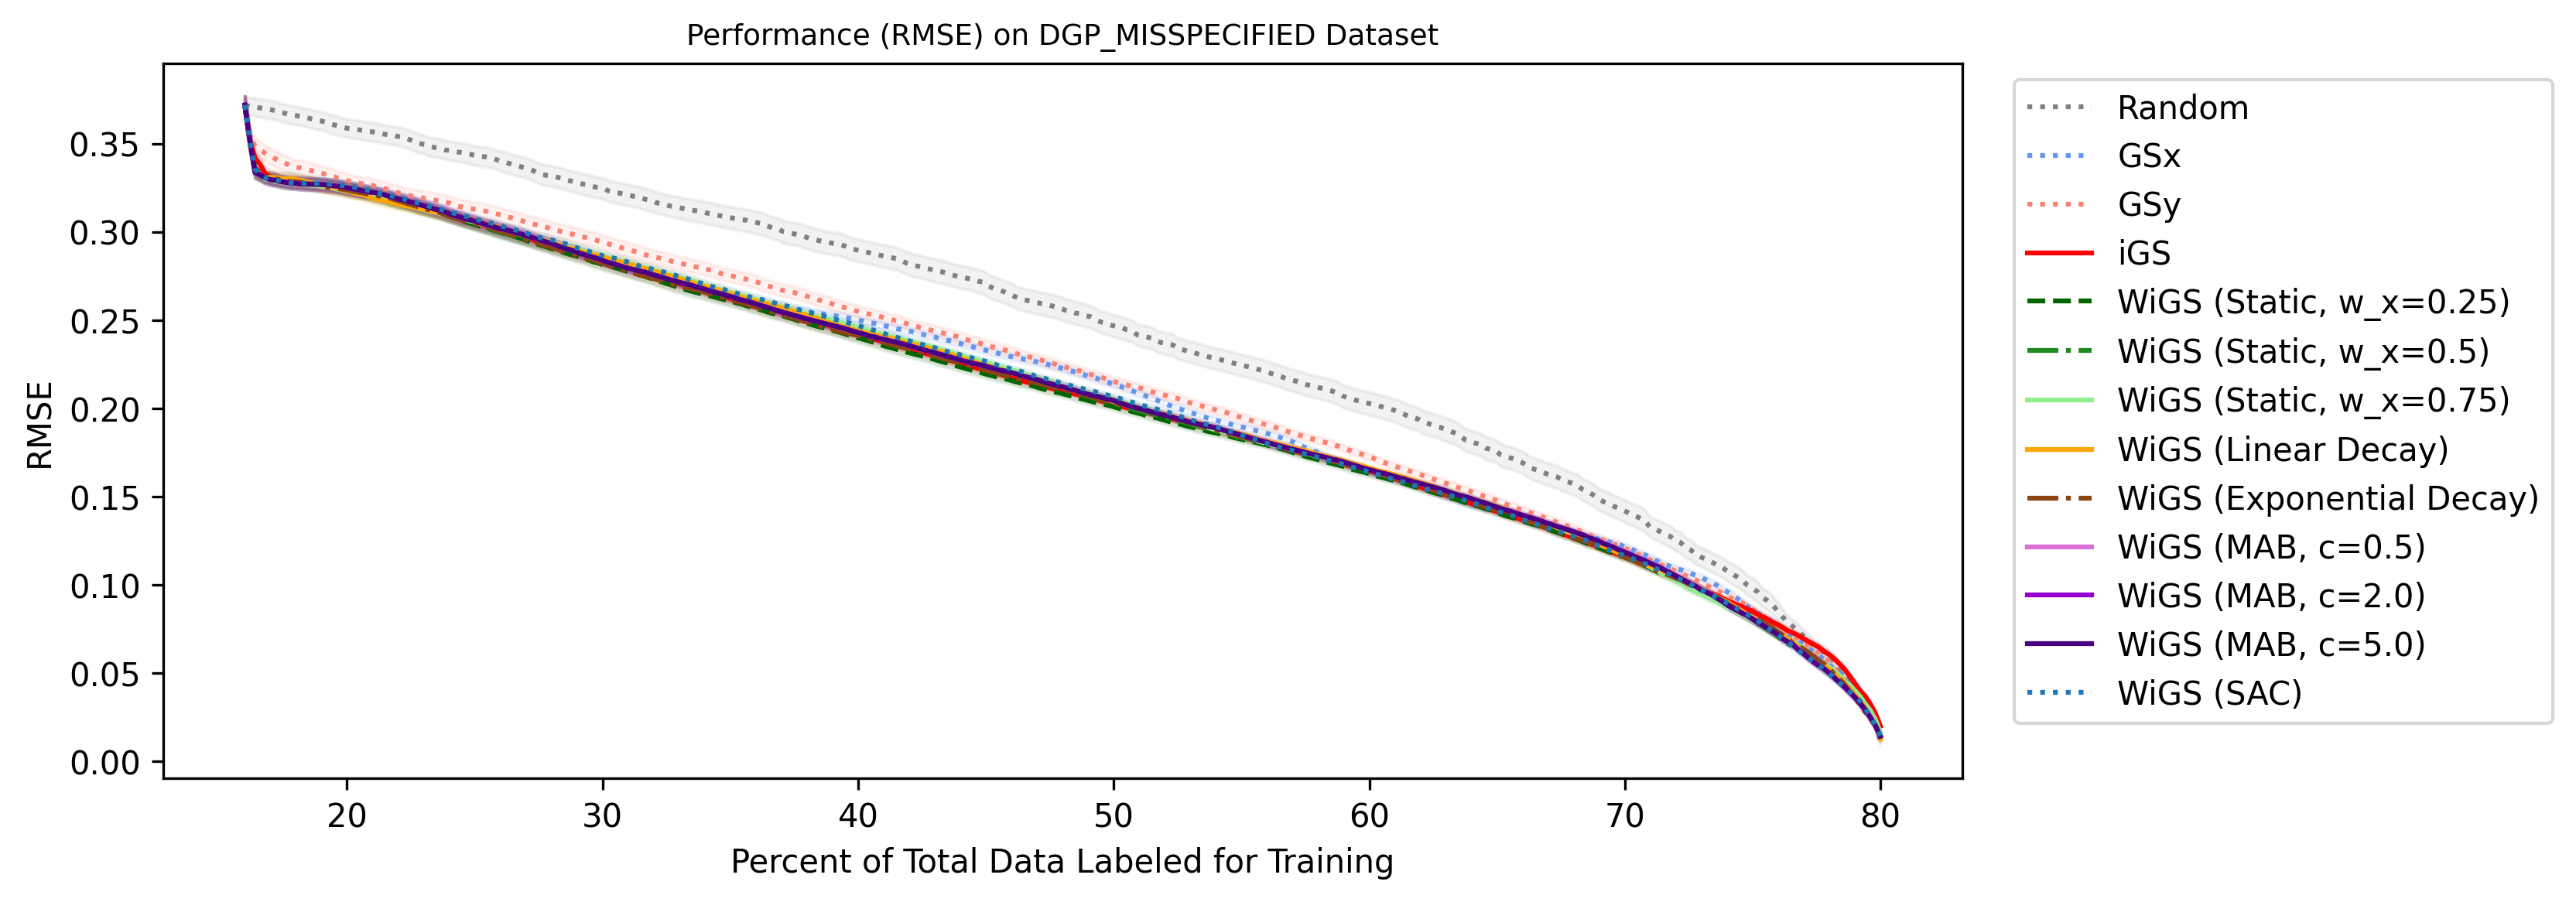 Performance (RMSE) on DGP_MISSPECIFIED Dataset
RMSE
0.35
0.30
0.25
0.20
0.15
0.10
0.05
0.00
20 30 40 50 60 70 80
Percent of Total Data Labeled for Training
Random
GSx
GSy
iGS
WiGS (Static, w_x=0.25)
WiGS (Static, w_x=0.5)
WiGS (Static, w_x=0.75)
WiGS (Linear Decay)
WiGS (Exponential Decay)
WiGS (MAB, c=0.5)
WiGS (MAB, c=2.0)
WiGS (MAB, c=5.0)
WiGS (SAC)